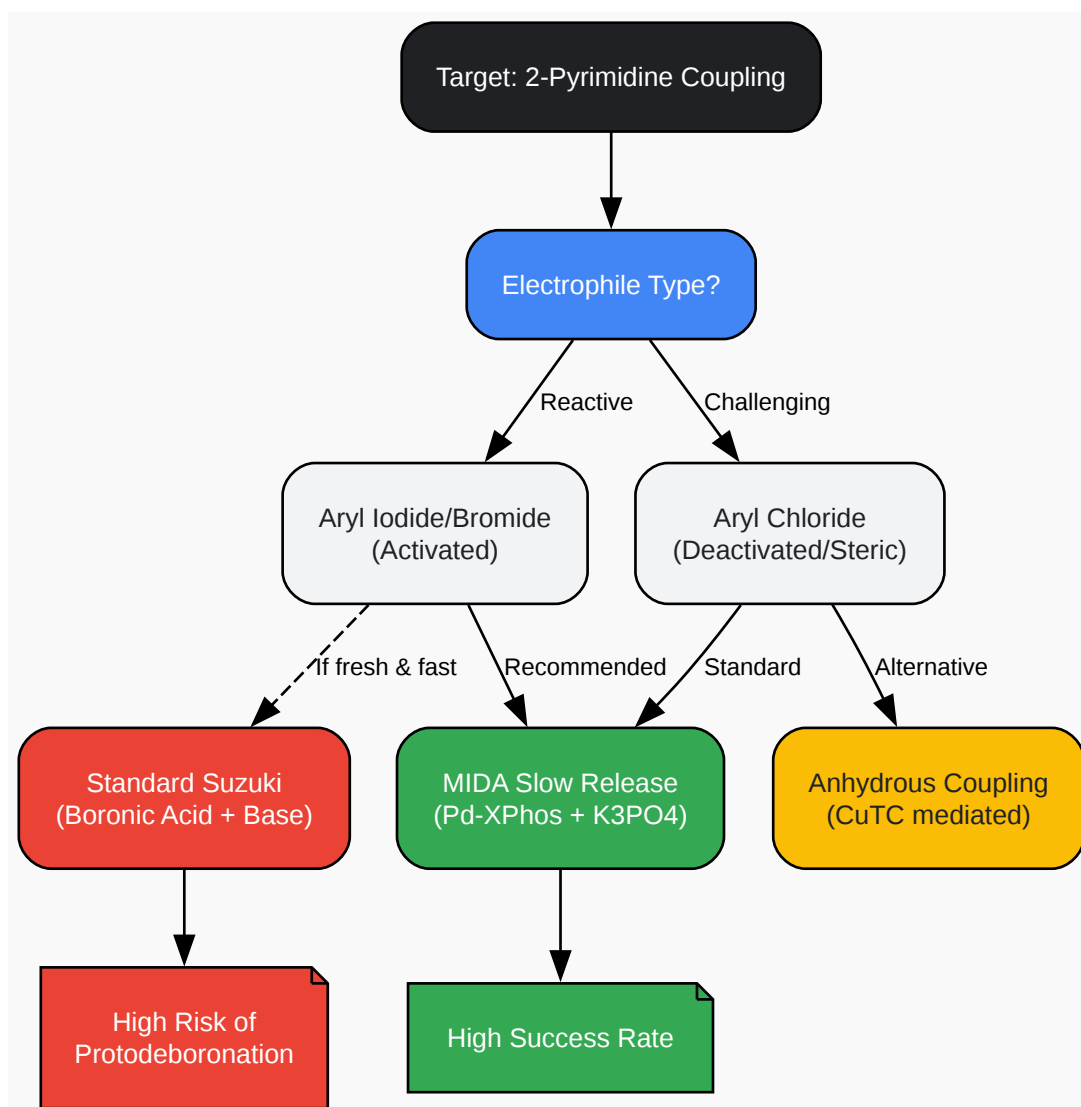 Target: 2-Pyrimidine Coupling
Electrophile Type?
Reactive
Challenging
Aryl Iodide/Bromide
(Activated)
Aryl Chloride
(Deactivated/Steric)
If fresh & fast
Recommended
Standard
Alternative
Standard Suzuki
(Boronic Acid + Base)
MIDA Slow Release
(Pd-XPhos + K3PO4)
Anhydrous Coupling
(CuTC mediated)
High Risk of
Protodeboronation
High Success Rate